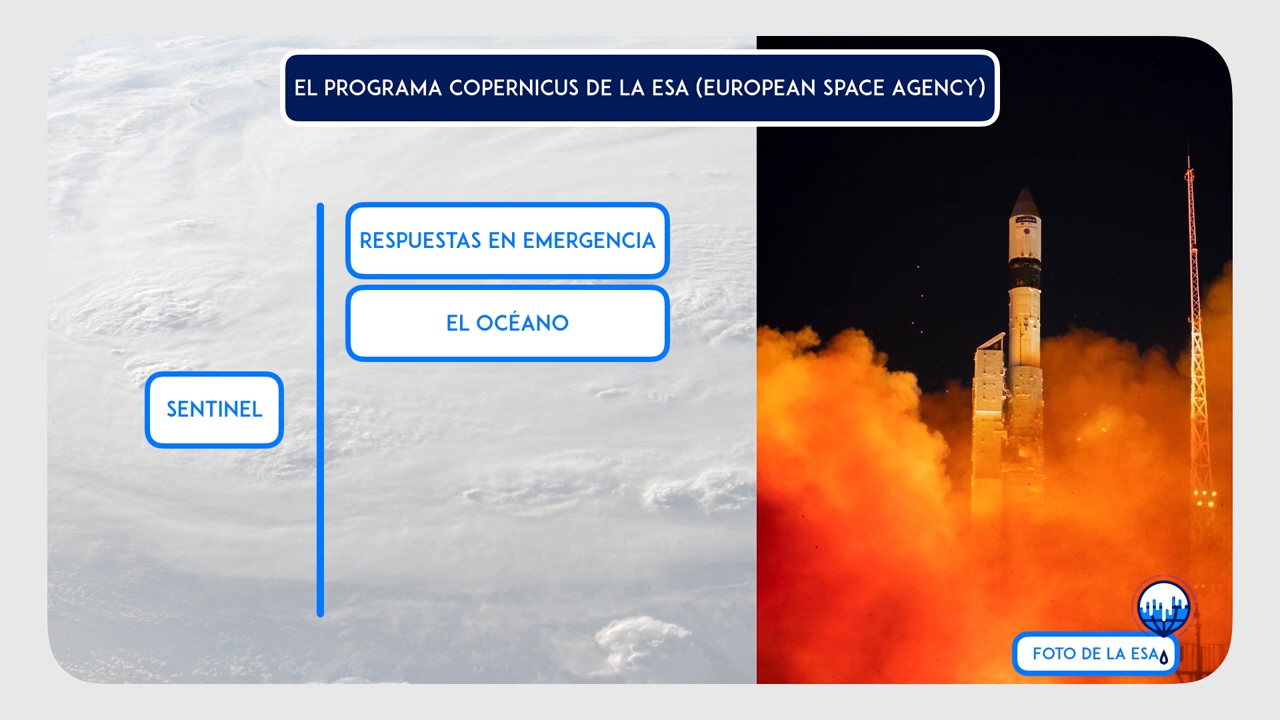 EL PROGRAMA COPERNICUS DE LA ESA (EUROPEAN SPACE AGENCY)
RESPUESTAS EN EMERGENCIA
EL OCÉANO
SENTINEL
FOTO DE LA ESA